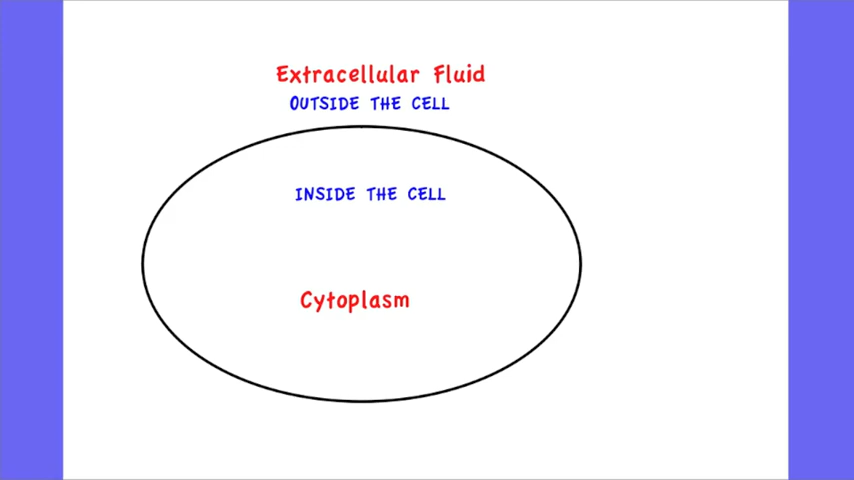 Extracellular Fluid
OUTSIDE THE CELL
INSIDE THE CELL
Cytoplasm